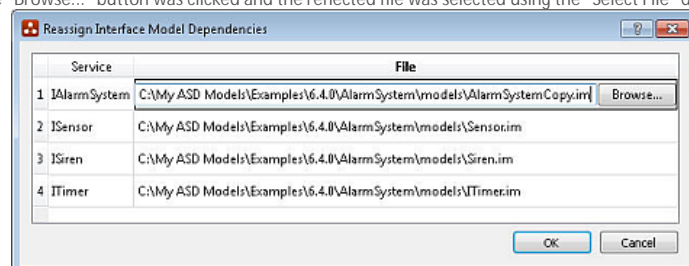 "Browse..." button was clicked and the reflected file was selected using the "Select File"
Reassign Interface Model Dependencies
Service File
1 IAlarmSystem C:\My ASD Models\Examples\6.4.0\AlarmSystem\models\AlarmSystemCopy.im Browse...
2 ISensor C:\My ASD Models\Examples\6.4.0\AlarmSystem\models\Sensor.im
3 ISiren C:\My ASD Models\Examples\6.4.0\AlarmSystem\models\Siren.im
4 ITimer C:\My ASD Models\Examples\6.4.0\AlarmSystem\models\ITimer.im
OK Cancel